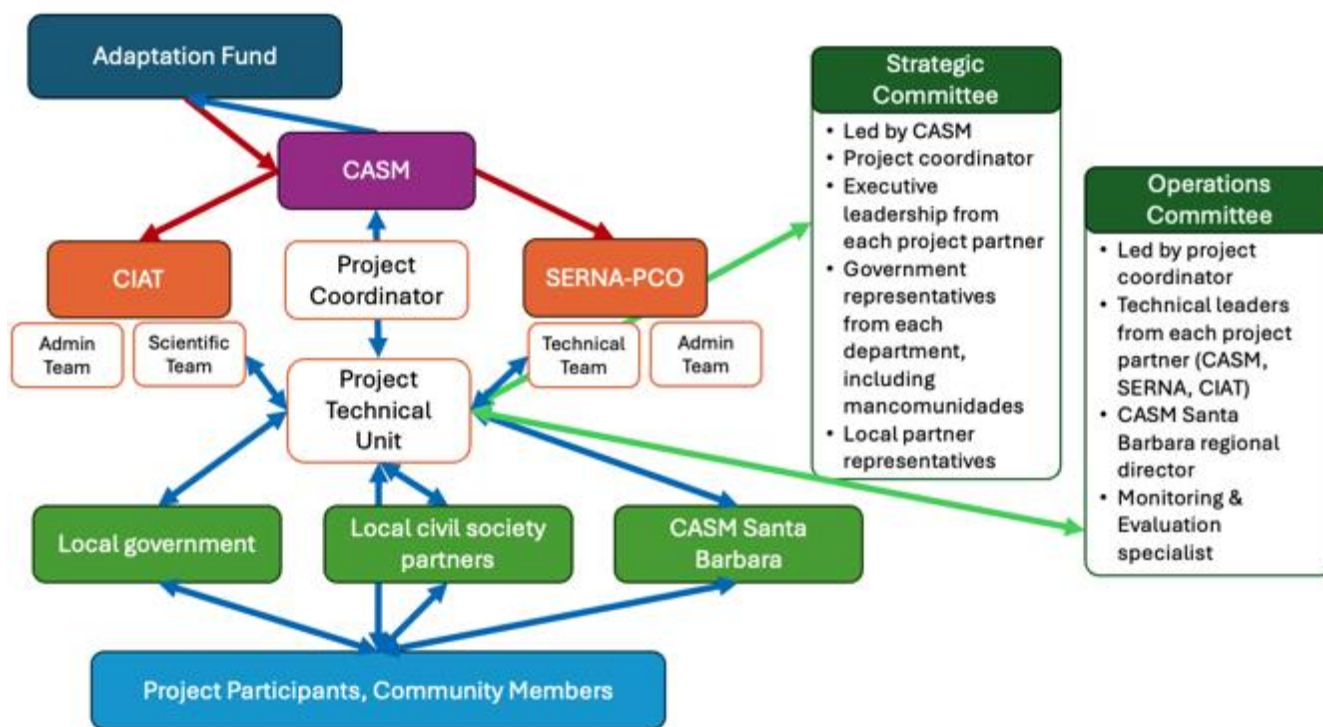 Adaptation Fund
CASM
CIAT
Project
Coordinator
SERNA-PCO
Admin
Team
Scientific
Team
Project
Technical
Unit
Technical
Team
Admin
Team
Local government
Local civil society
partners
CASM Santa
Barbara
Project Participants, Community Members
Strategic
Committee
• Led by CASM
• Project coordinator
• Executive
leadership from
each project partner
• Government
representatives
from each
department,
including
mancomunidades
• Local partner
representatives
Operations
Committee
• Led by project
coordinator
• Technical leaders
from each project
partner (CASM,
SERNA, CIAT)
• CASM Santa
Barbara regional
director
• Monitoring &
Evaluation
specialist